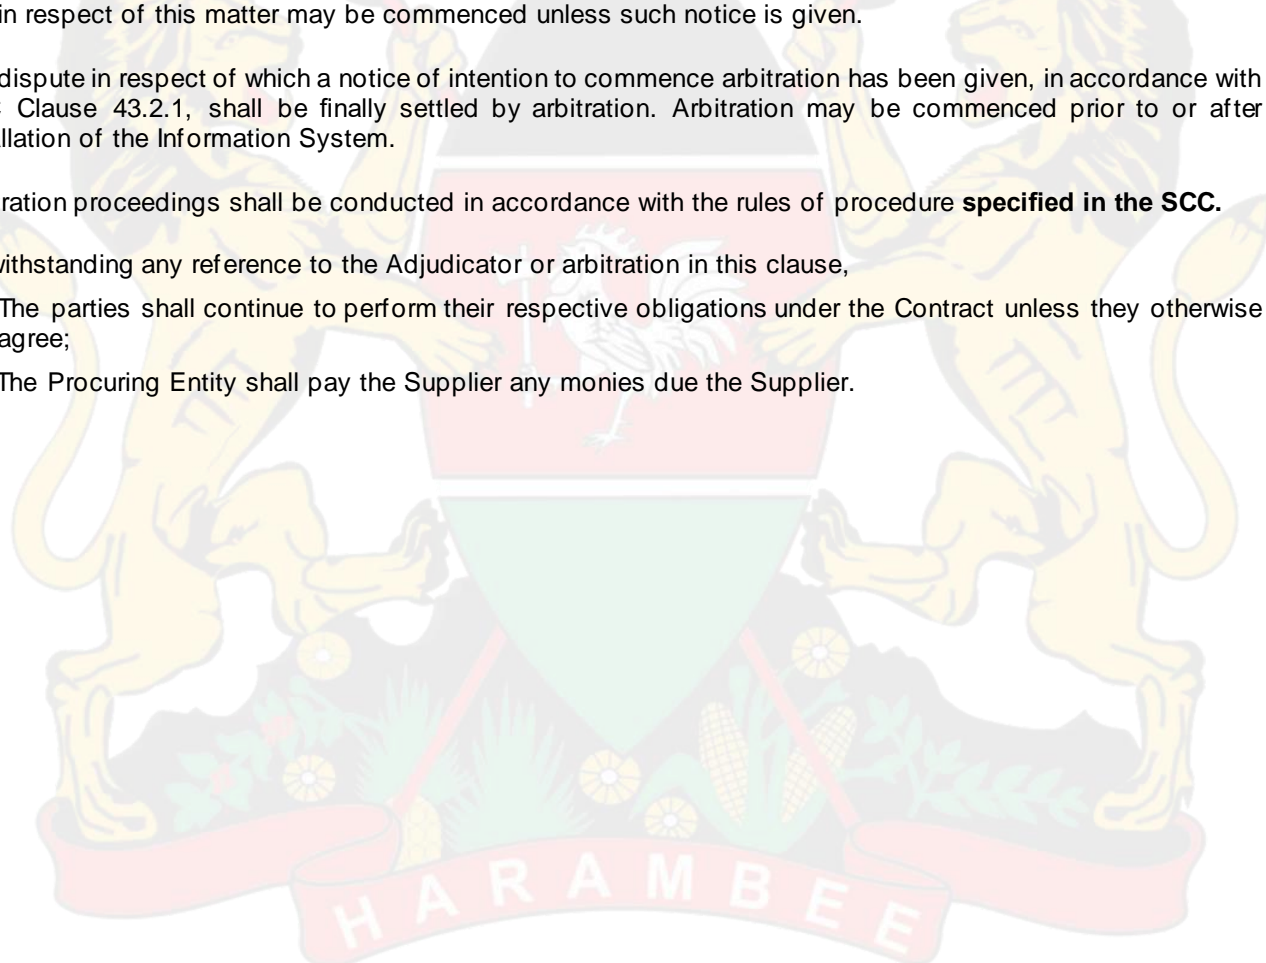 in respect of this matter may be commenced unless such notice is given.
dispute in respect of which a notice of intention to commence arbitration has been given, in accordance with
Clause 43.2.1, shall be finally settled by arbitration. Arbitration may be commenced prior to or after
llation of the Information System.
ration proceedings shall be conducted in accordance with the rules of procedure specified in the SCC.
withstanding any reference to the Adjudicator or arbitration in this clause,
The parties shall continue to perform their respective obligations under the Contract unless they otherwise
agree;
The Procuring Entity shall pay the Supplier any monies due the Supplier.
HARAMBEE